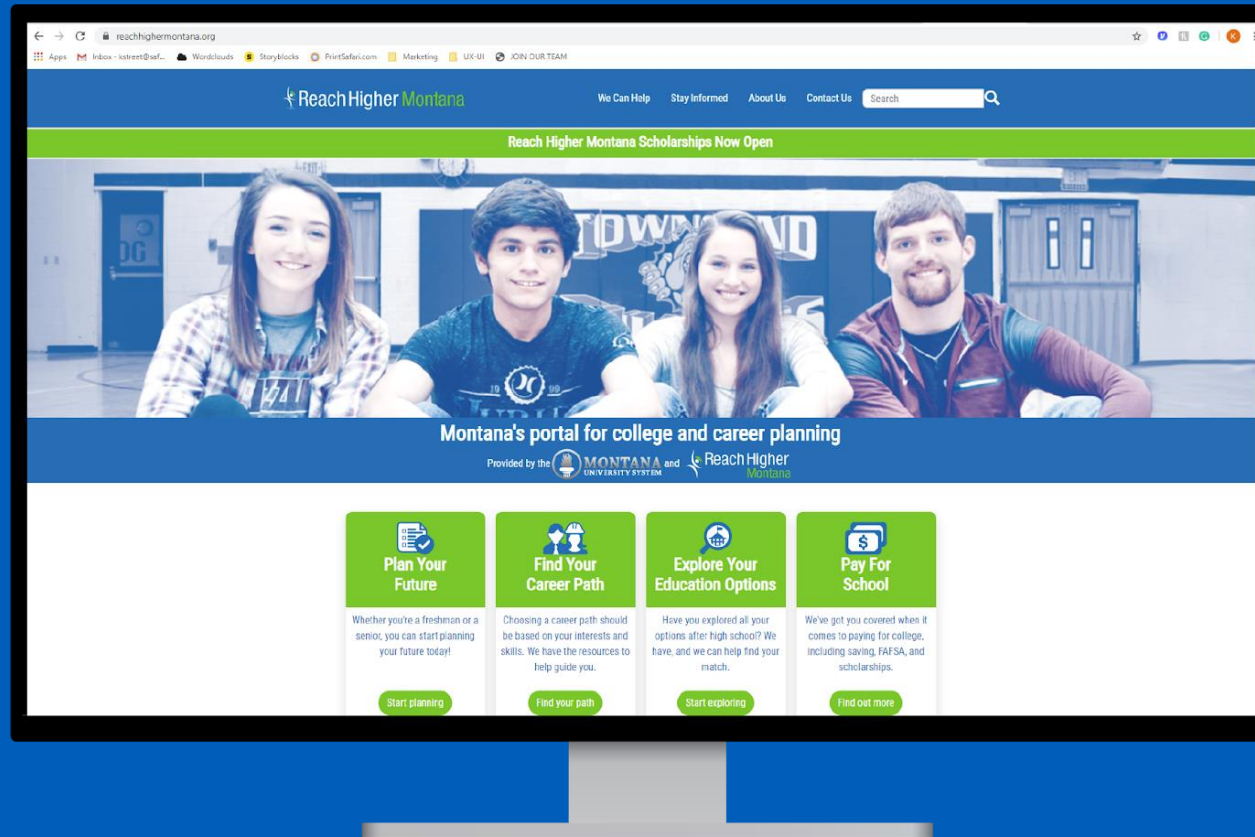 reachhighermontana.org
Apps
Inbox - kstreet@saf...
Wordclouds
Storyblocks
PrintSafari.com
Marketing
UX-UI
JOIN OUR TEAM
Reach Higher Montana
We Can Help
Stay Informed
About Us
Contact Us
Search
Reach Higher Montana Scholarships Now Open
TOWNSEND
19 99
Montana's portal for college and career planning
Provided by the MONTANA UNIVERSITY SYSTEM and Reach Higher Montana
Plan Your
Future
Whether you're a freshman or a
senior, you can start planning
your future today!
Start planning
Find Your
Career Path
Choosing a career path should
be based on your interests and
skills. We have the resources to
help guide you.
Find your path
Explore Your
Education Options
Have you explored all your
options after high school? We
have, and we can help find your
match.
Start exploring
Pay For
School
We've got you covered when it
comes to paying for college,
including saving, FAFSA, and
scholarships.
Find out more